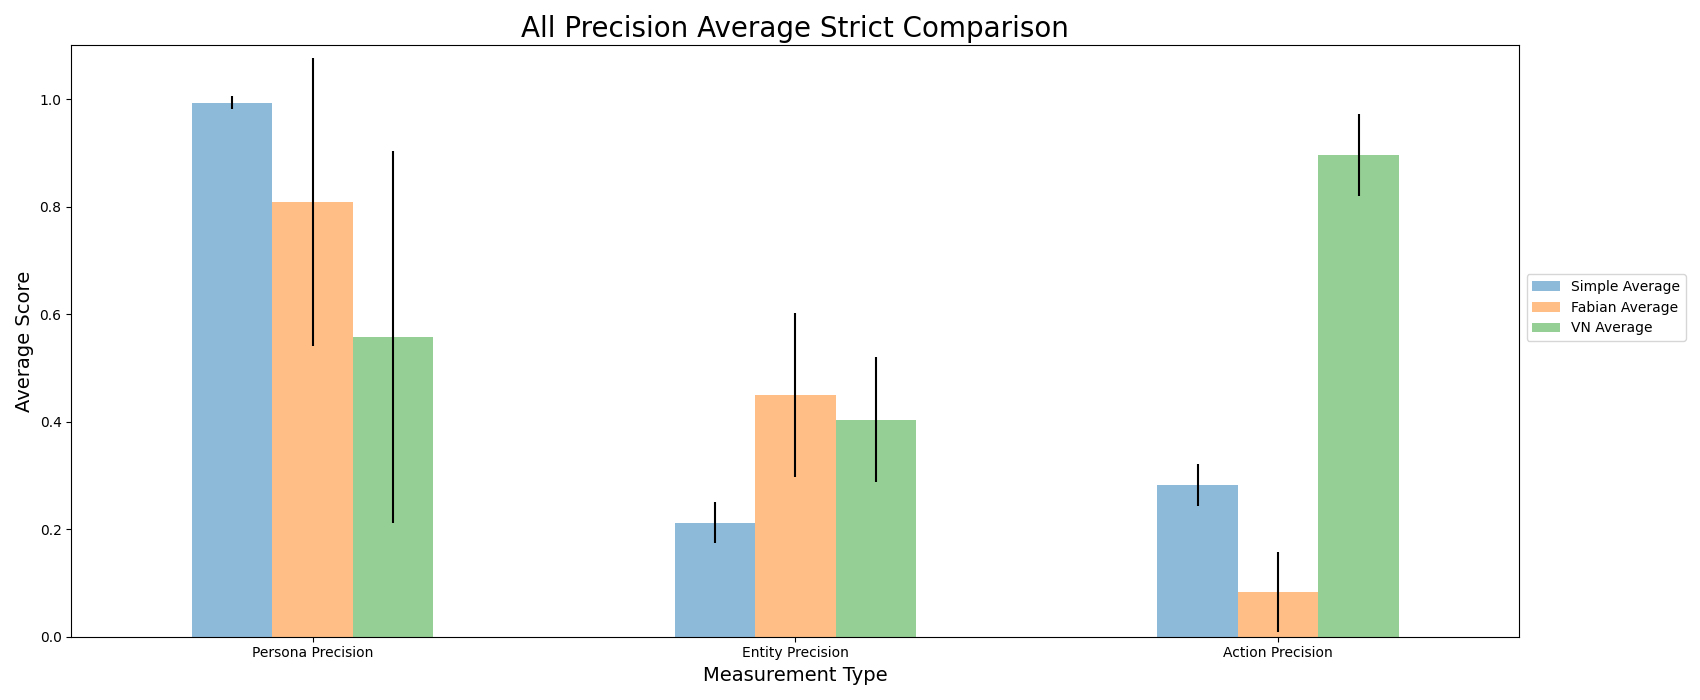 All Precision Average Strict Comparison
Average Score
1.0
0.8
0.6
0.4
0.2
0.0
Persona Precision
Entity Precision
Action Precision
Measurement Type
Simple Average
Fabian Average
VN Average